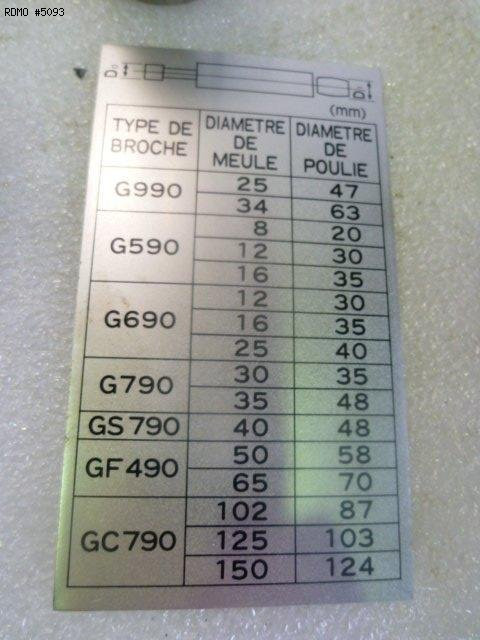 RDMO #5093
D₀
D₁
(mm)
TYPE DE BROCHE DIAMETRE DE MEULE DIAMETRE DE POULIE
G990 25 47
34 63
G590 8 20
12 30
16 35
G690 12 30
16 35
25 40
G790 30 35
35 48
GS790 40 48
GF490 50 58
65 70
GC790 102 87
125 103
150 124